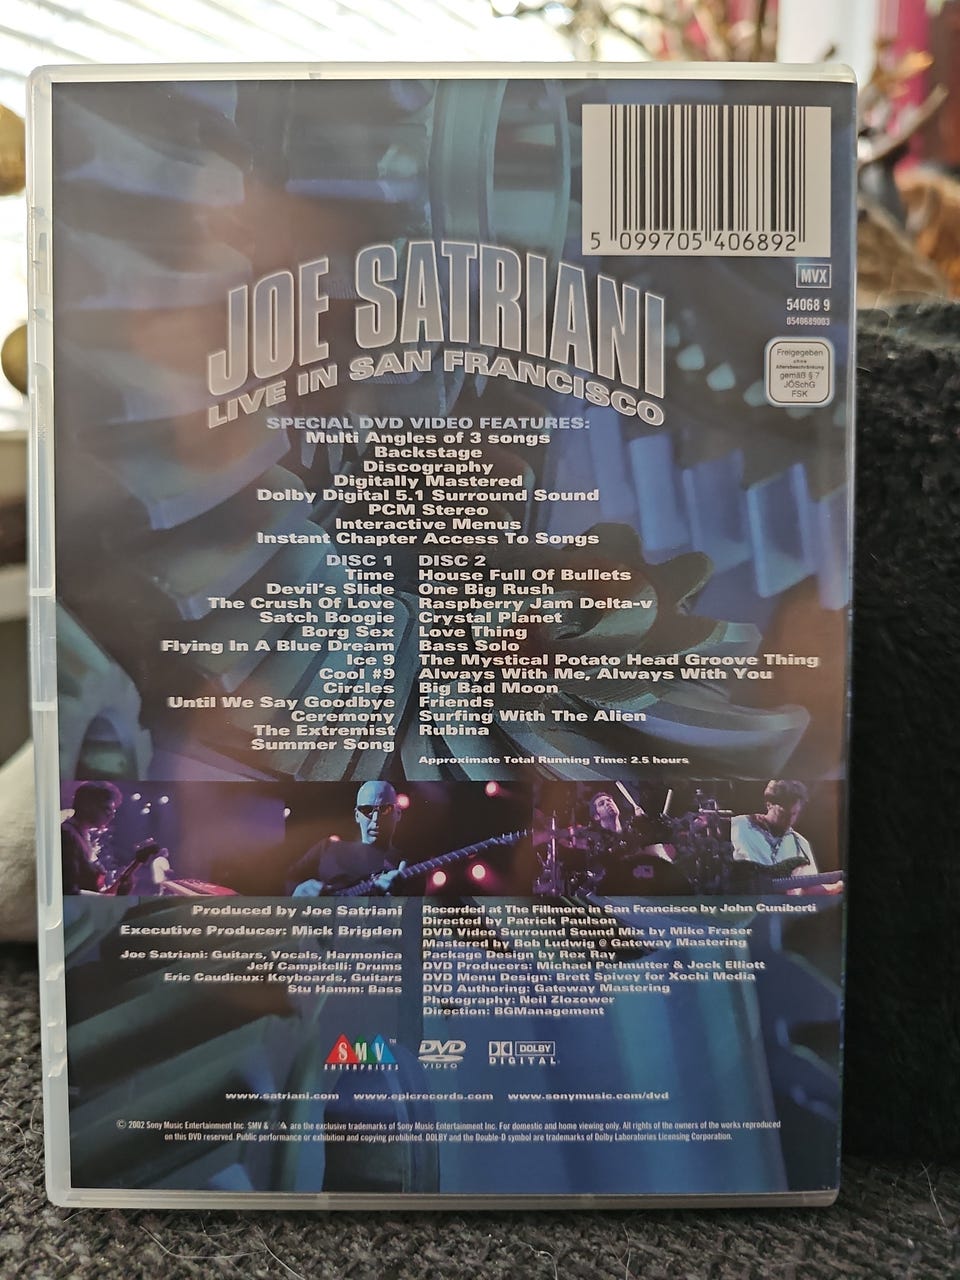 5 099705 406892
MVX
54068 9
0540689003
Freigegeben
ohne
Altersbeschränkung
gemäß § 7
JÖSchG
FSK
JOE SATRIANI
LIVE IN SAN FRANCISCO
SPECIAL DVD VIDEO FEATURES:
Multi Angles of 3 songs
Backstage
Discography
Digitally Mastered
Dolby Digital 5.1 Surround Sound
PCM Stereo
Interactive Menus
Instant Chapter Access To Songs
DISC 1
Time
Devil's Slide
The Crush Of Love
Satch Boogie
Borg Sex
Flying In A Blue Dream
Ice 9
Cool #9
Circles
Until We Say Goodbye
Ceremony
The Extremist
Summer Song
DISC 2
House Full Of Bullets
One Big Rush
Raspberry Jam Delta-v
Crystal Planet
Love Thing
Bass Solo
The Mystical Potato Head Groove Thing
Always With Me, Always With You
Big Bad Moon
Friends
Surfing With The Alien
Rubina
Approximate Total Running Time: 2.5 hours
Produced by Joe Satriani
Executive Producer: Mick Brigden
Joe Satriani: Guitars, Vocals, Harmonica
Jeff Campitelli: Drums
Eric Caudieux: Keyboards, Guitars
Stu Hamm: Bass
Recorded at The Fillmore in San Francisco by John Cuniberti
Directed by Patrick Paulson
DVD Video Surround Sound Mix by Mike Fraser
Mastered by Bob Ludwig @ Gateway Mastering
Package Design by Rex Ray
DVD Producers: Michael Perlmutter & Jock Elliott
DVD Menu Design: Brett Spivey for Xochi Media
DVD Authoring: Gateway Mastering
Photography: Neil Zlozower
Direction: BGManagement
SMV™
ENTERPRISES
DVD
VIDEO
DOLBY
DIGITAL
www.satriani.com www.epicrecords.com www.sonymusic.com/dvd
© 2002 Sony Music Entertainment Inc. SMV & are the exclusive trademarks of Sony Music Entertainment Inc. For domestic and home viewing only. All rights of the owners of the works reproduced
on this DVD reserved. Public performance or exhibition and copying prohibited. DOLBY and the Double-D symbol are trademarks of Dolby Laboratories Licensing Corporation.